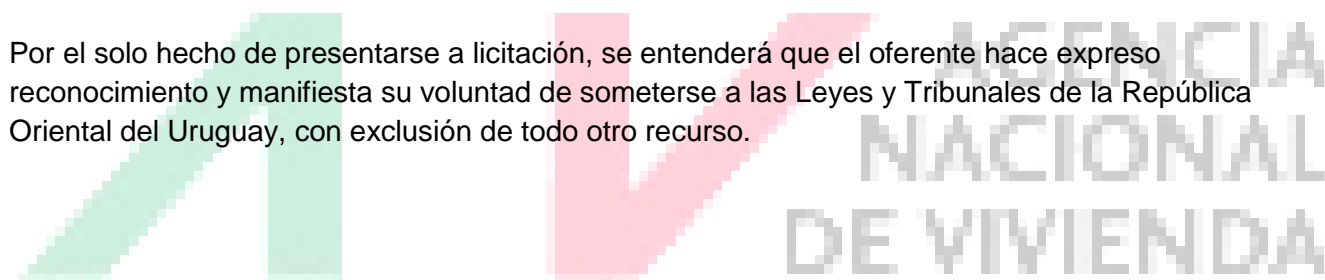 Por el solo hecho de presentarse a licitación, se entenderá que el oferente hace expreso
AGENCIA
reconocimiento y manifiesta su voluntad de someterse a las Leyes y Tribunales de la República
Oriental del Uruguay, con exclusión de todo otro recurso.
NACIONAL
DE VIVIENDA